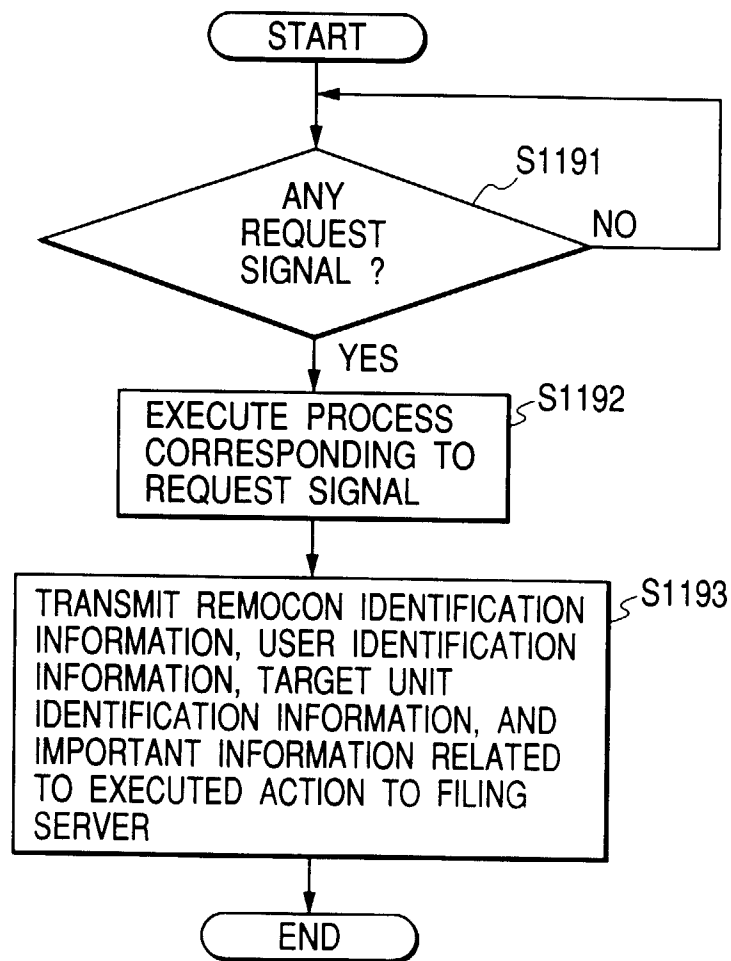 START
S1191
ANY
REQUEST
SIGNAL ?
NO
YES
S1192
EXECUTE PROCESS
CORRESPONDING TO
REQUEST SIGNAL
S1193
TRANSMIT REMOCON IDENTIFICATION
INFORMATION, USER IDENTIFICATION
INFORMATION, TARGET UNIT
IDENTIFICATION INFORMATION, AND
IMPORTANT INFORMATION RELATED
TO EXECUTED ACTION TO FILING
SERVER
END